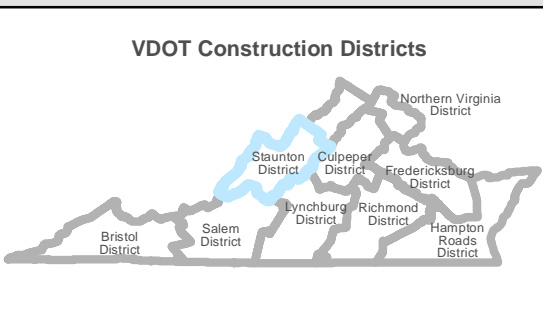 VDOT Construction Districts
Northern Virginia
District
Staunton
District
Culpeper
District
Fredericksburg
District
Lynchburg
District
Richmond
District
Salem
District
Bristol
District
Hampton
Roads
District